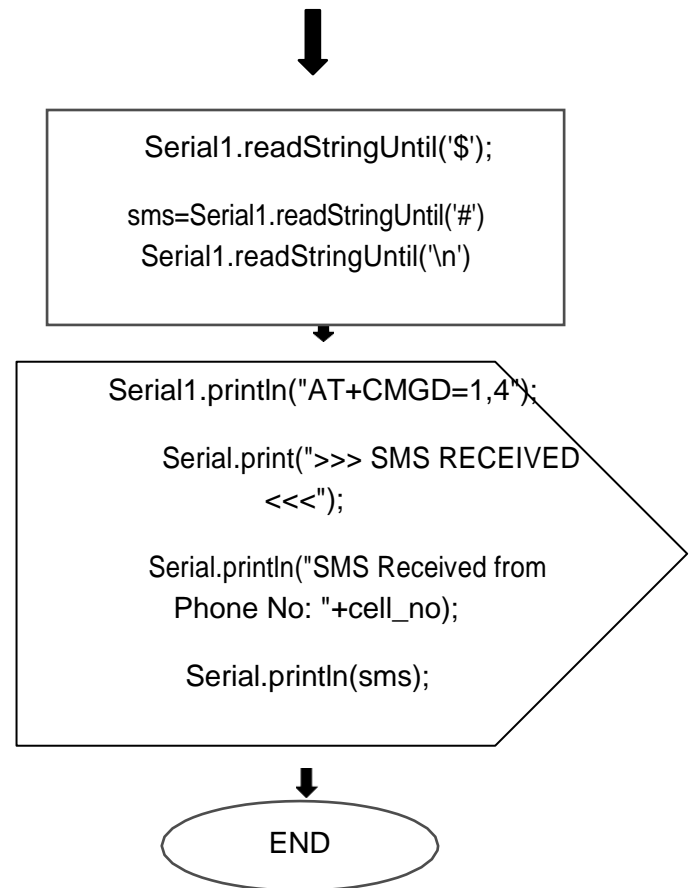 Serial1.readStringUntil('$');
sms=Serial1.readStringUntil('#')
Serial1.readStringUntil('\n')
Serial1.println("AT+CMGD=1,4");
Serial.print(">>> SMS RECEIVED
<<<");
Serial.println("SMS Received from
Phone No: "+cell_no);
Serial.println(sms);
END